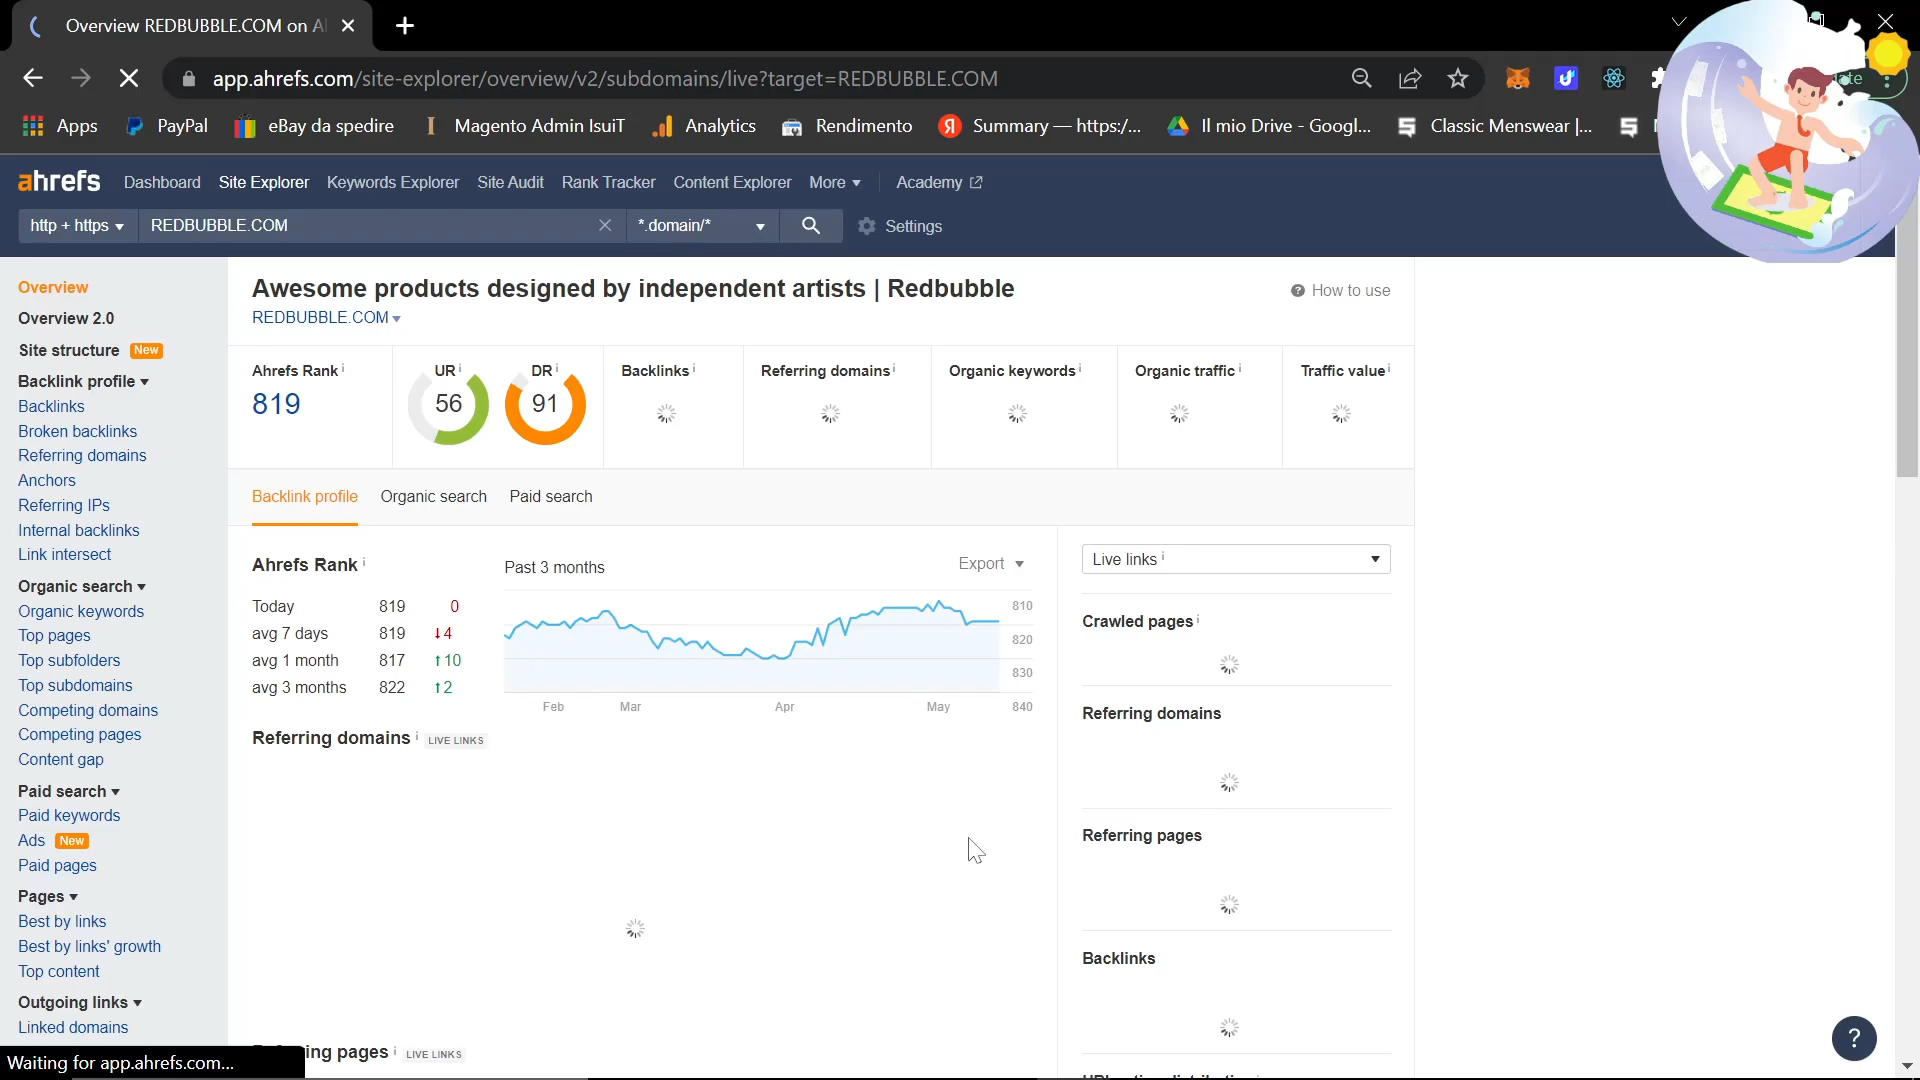 Overview REDBUBBLE.COM on A
app.ahrefs.com/site-explorer/overview/v2/subdomains/live?target=REDBUBBLE.COM
Apps PayPal eBay da spedire Magento Admin IsuiT Analytics Rendimento Summary — https:/... Il mio Drive - Googl... Classic Menswear |...
ahrefs Dashboard Site Explorer Keywords Explorer Site Audit Rank Tracker Content Explorer More Academy
http + https REDBUBBLE.COM *.domain/* Settings
Overview
Overview 2.0
Site structure New
Backlink profile
Backlinks
Broken backlinks
Referring domains
Anchors
Referring IPs
Internal backlinks
Link intersect
Organic search
Organic keywords
Top pages
Top subfolders
Top subdomains
Competing domains
Competing pages
Content gap
Paid search
Paid keywords
Ads New
Paid pages
Pages
Best by links
Best by links' growth
Top content
Outgoing links
Linked domains
Waiting for app.ahrefs.com...
Awesome products designed by independent artists | Redbubble
How to use
REDBUBBLE.COM
Ahrefs Rank UR DR Backlinks Referring domains Organic keywords Organic traffic Traffic value
819 56 91
Backlink profile Organic search Paid search
Ahrefs Rank Past 3 months Export
Today 819 0
avg 7 days 819 ↓4
avg 1 month 817 ↑10
avg 3 months 822 ↑2
810
820
830
840
Feb Mar Apr May
Referring domains LIVE LINKS
ing pages LIVE LINKS
Live links
Crawled pages
Referring domains
Referring pages
Backlinks
?